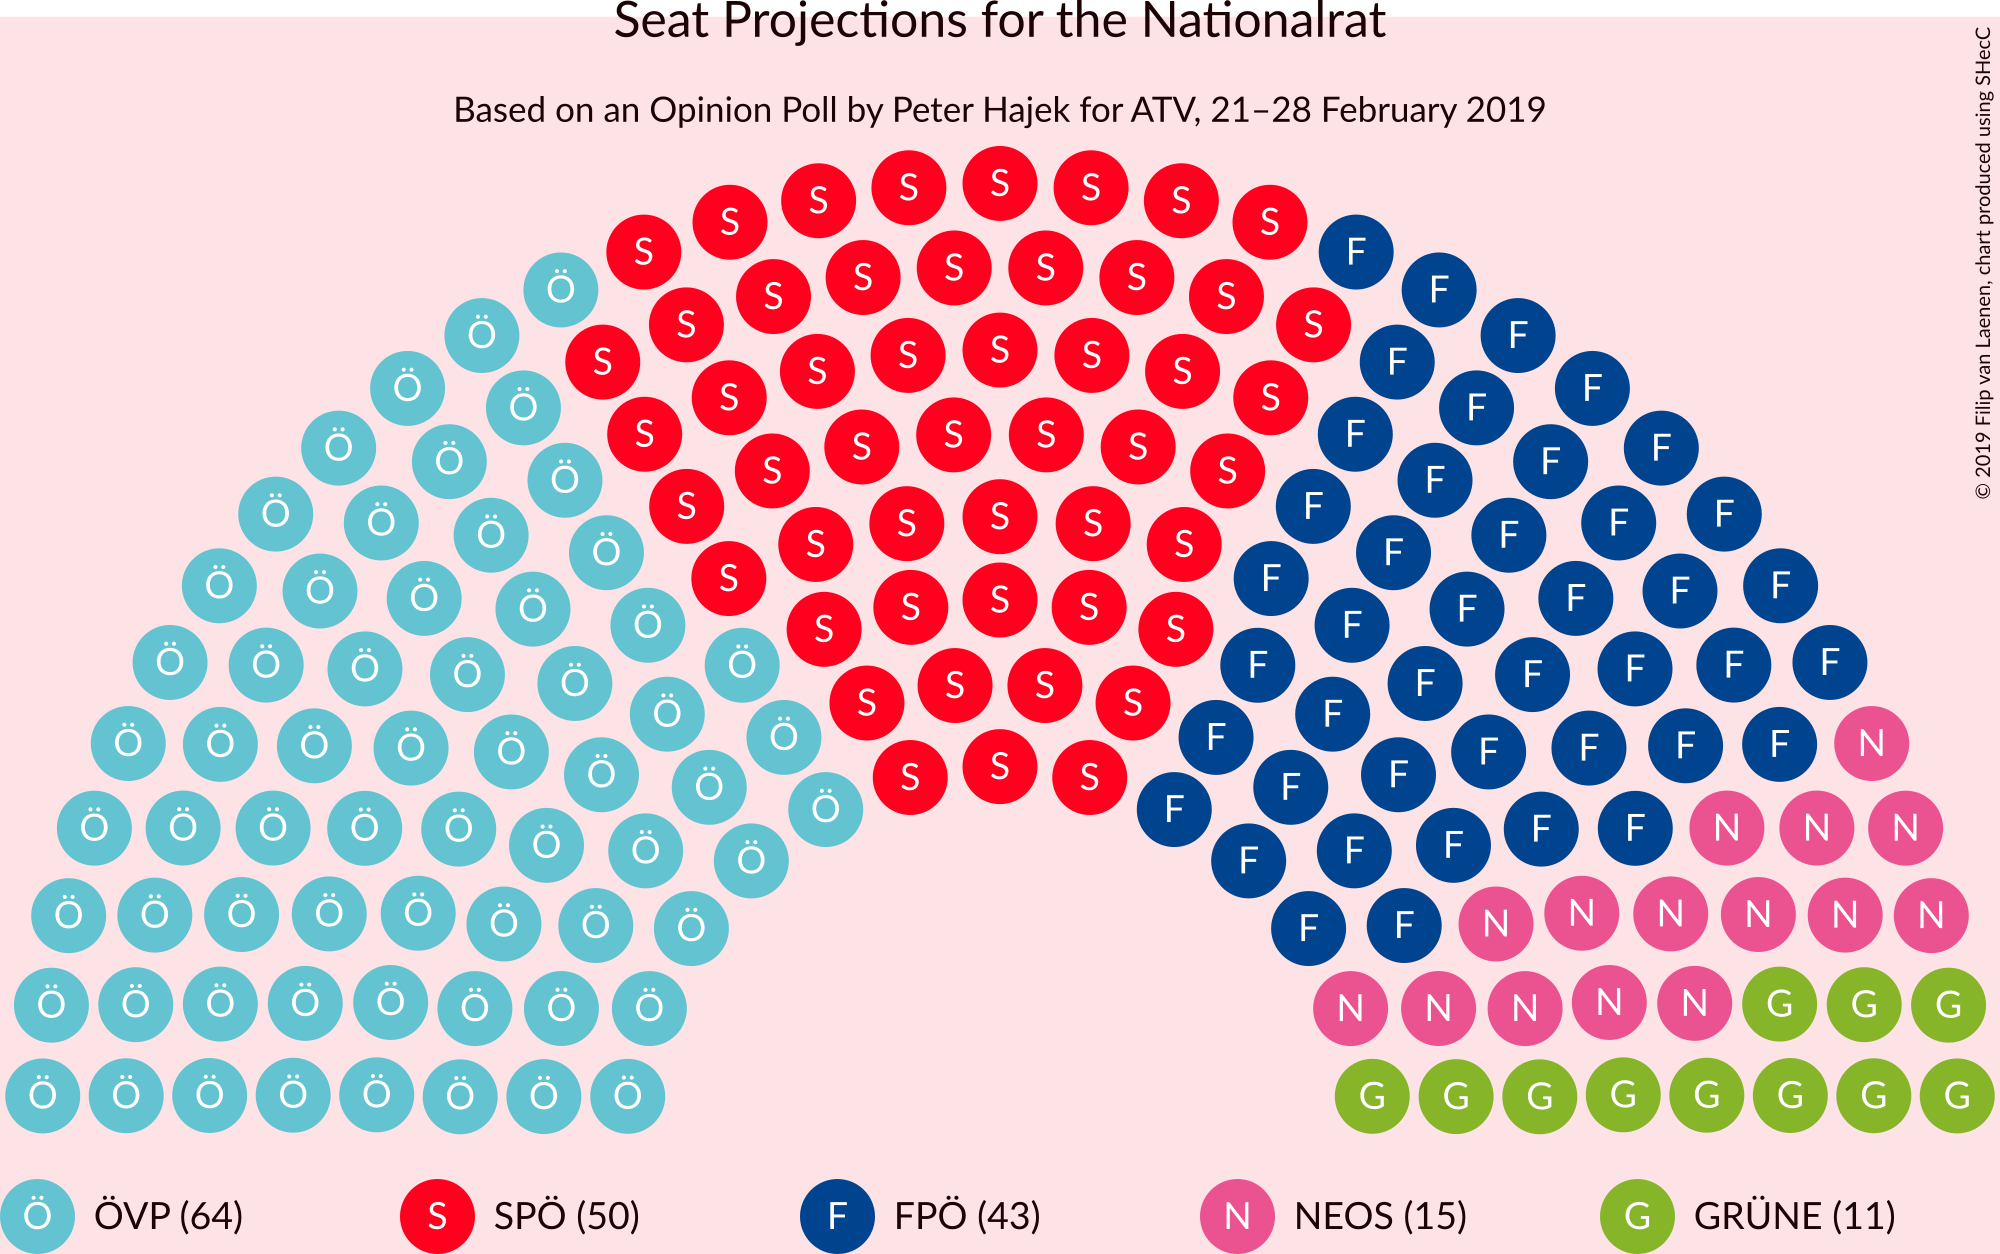 Seat Projections for the Nationalrat
Based on an Opinion Poll by Peter Hajek for ATV, 21–28 February 2019
© 2019 Filip van Laenen, chart produced using SHecC
S S S S S S S S S F F F F F F F F N N N G G
Ö ÖVP (64) S SPÖ (50) F FPÖ (43) N NEOS (15) G GRÜNE (11)